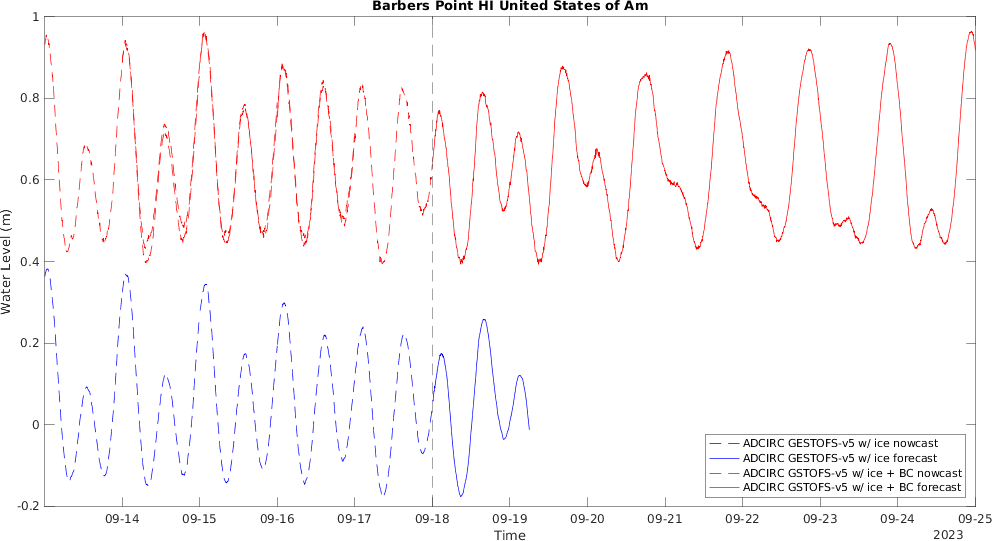 Barbers Point HI United States of Am
1
0.8
0.6
0.4
0.2
0
-0.2
Water Level (m)
09-14 09-15 09-16 09-17 09-18 09-19 09-20 09-21 09-22 09-23 09-24 09-25
Time
2023
ADCIRC GESTOFS-v5 w/ ice nowcast
ADCIRC GESTOFS-v5 w/ ice forecast
ADCIRC GSTOFS-v5 w/ ice + BC nowcast
ADCIRC GSTOFS-v5 w/ ice + BC forecast